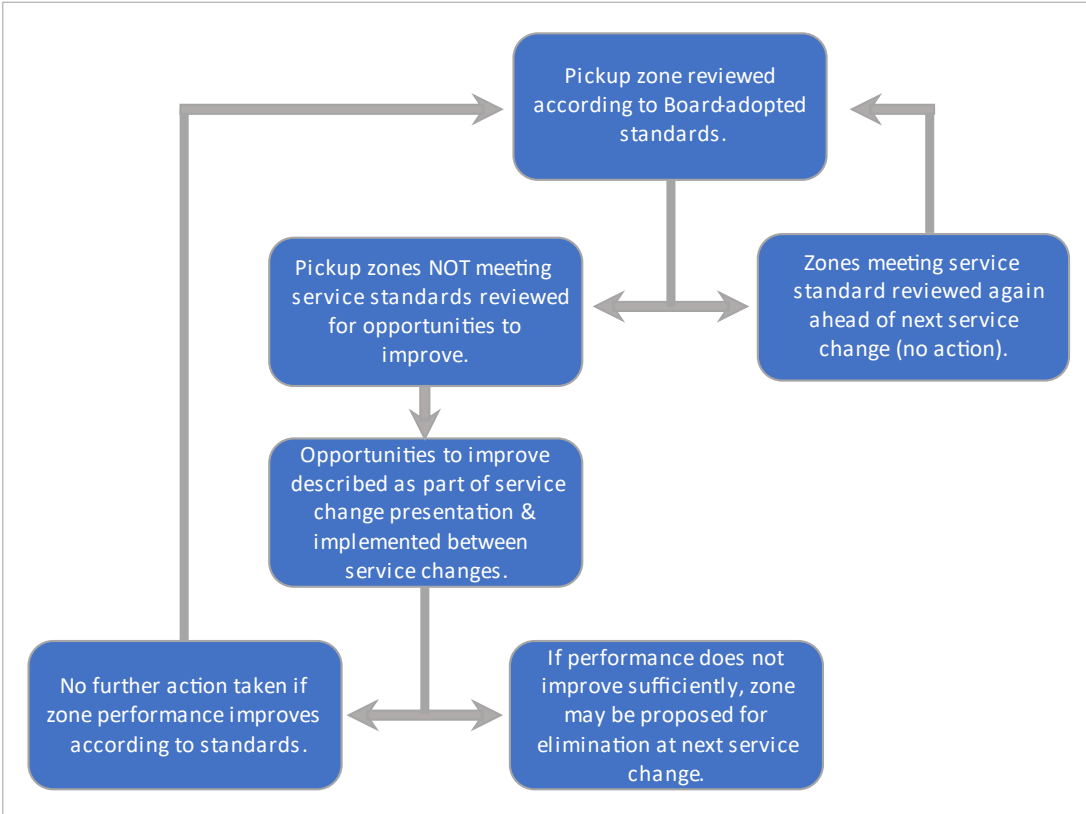 Pickup zone reviewed
according to Board-adopted
standards.
Pickup zones NOT meeting
service standards reviewed
for opportunities to
improve.
Zones meeting service
standard reviewed again
ahead of next service
change (no action).
Opportunities to improve
described as part of service
change presentation &
implemented between
service changes.
No further action taken if
zone performance improves
according to standards.
If performance does not
improve sufficiently, zone
may be proposed for
elimination at next service
change.